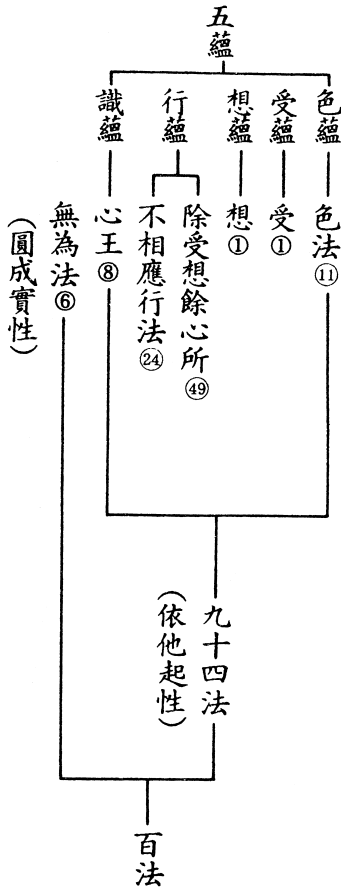 五蘊
色蘊
受蘊
想蘊
行蘊
識蘊
色法⑪
受①
想①
除受想餘心所㊾
不相應行法㉔
心王⑧
無為法⑥
(圓成實性)
九十四法
(依他起性)
百法